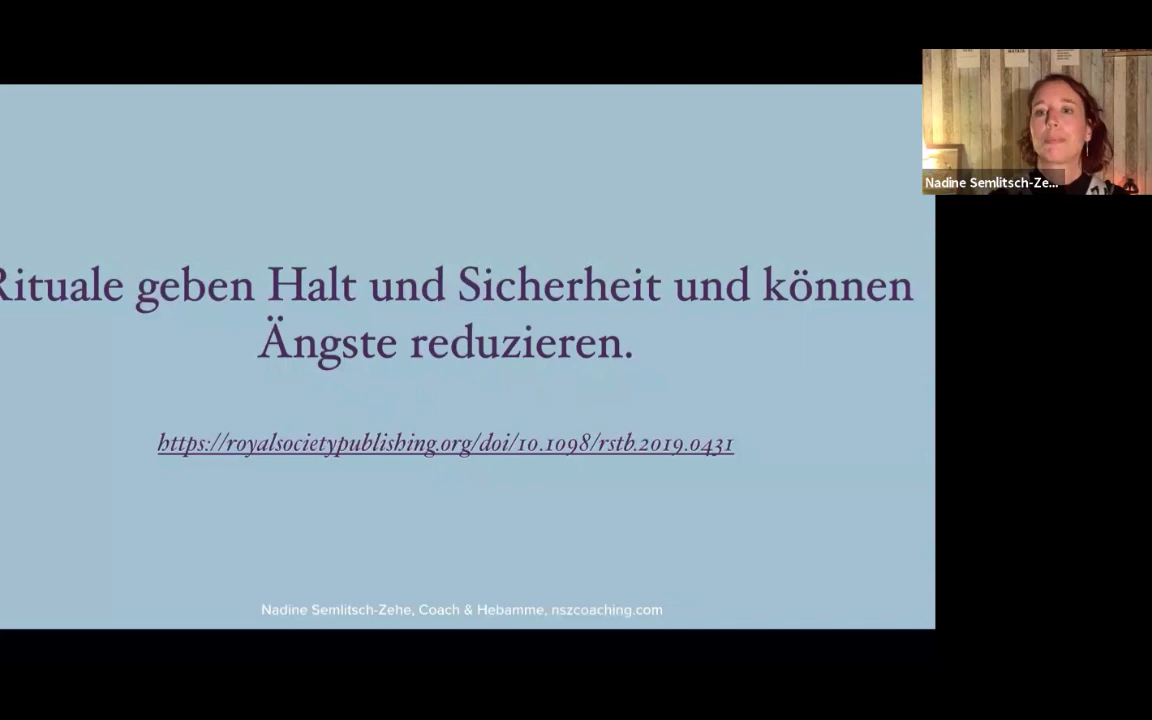 Rituale geben Halt und Sicherheit und können
Ängste reduzieren.
https://royalsocietypublishing.org/doi/10.1098/rstb.2019.0431
Nadine Semlitsch-Zehe, Coach & Hebamme, nszcoaching.com
Nadine Semlitsch-Ze...